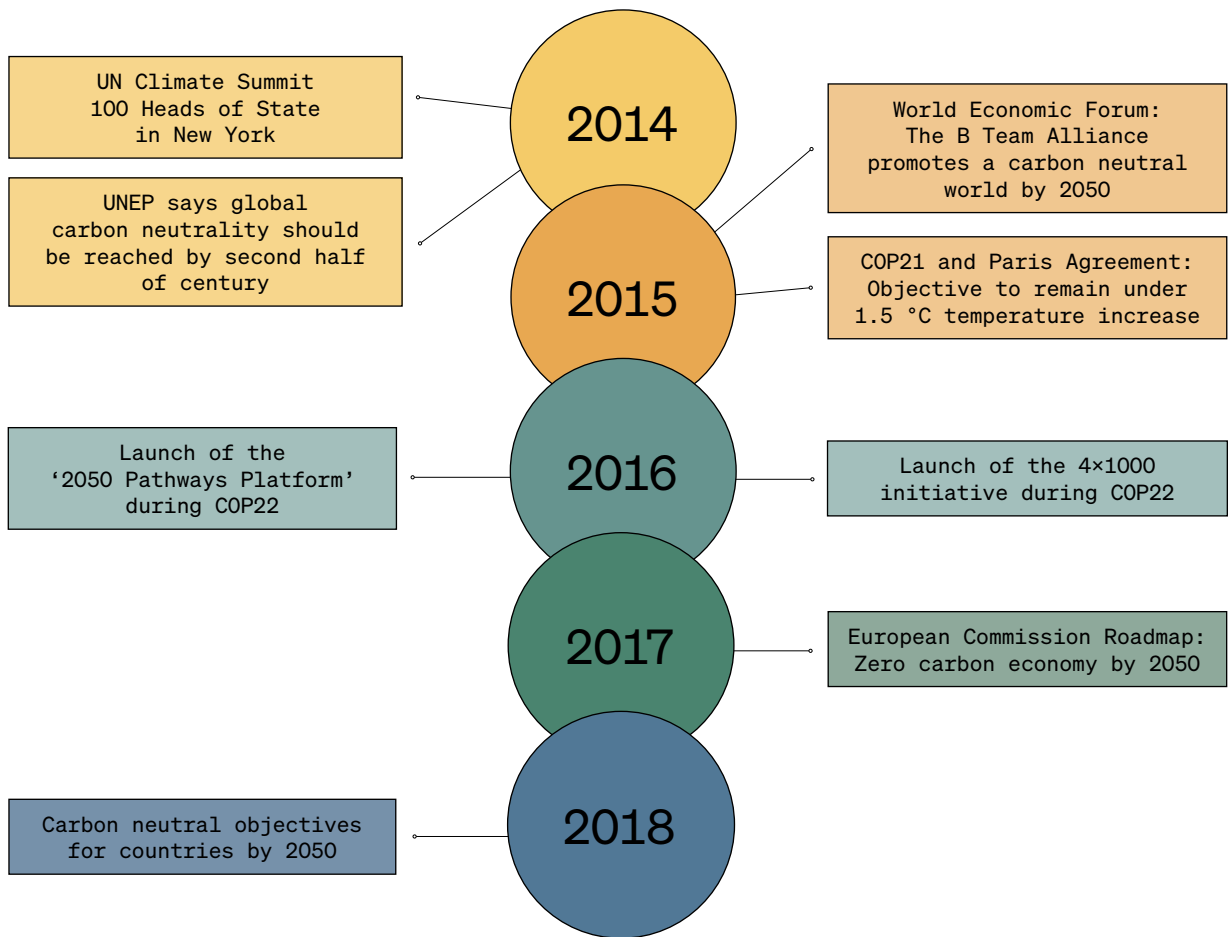 2014
UN Climate Summit
100 Heads of State
in New York
UNEP says global
carbon neutrality should
be reached by second half
of century
2015
World Economic Forum:
The B Team Alliance
promotes a carbon neutral
world by 2050
COP21 and Paris Agreement:
Objective to remain under
1.5 °C temperature increase
2016
Launch of the
‘2050 Pathways Platform’
during COP22
Launch of the 4×1000
initiative during COP22
2017
European Commission Roadmap:
Zero carbon economy by 2050
2018
Carbon neutral objectives
for countries by 2050